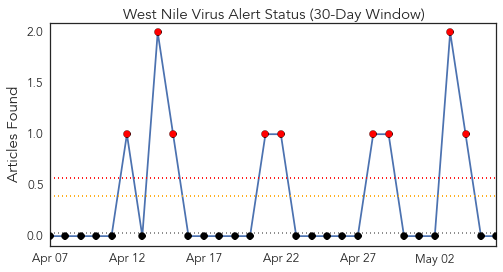 West Nile Virus Alert Status (30-Day Window)
Articles Found
2.0
1.5
1.0
0.5
0.0
Apr 07
Apr 12
Apr 17
Apr 22
Apr 27
May 02